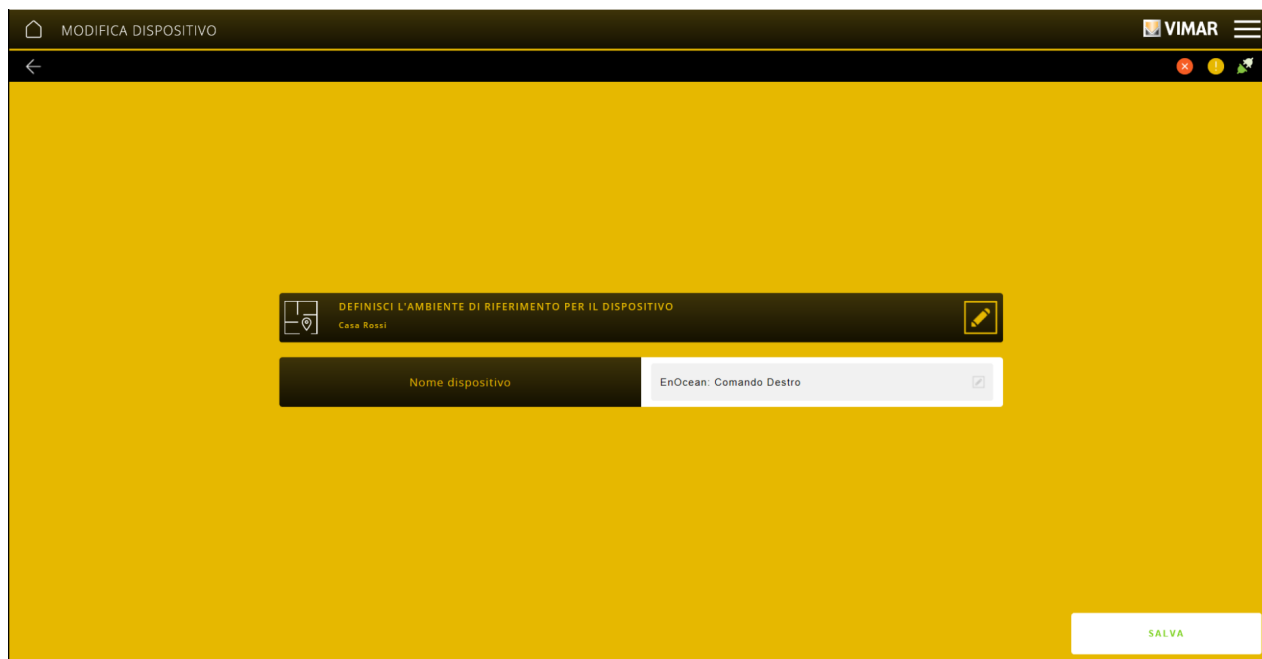 MODIFICA DISPOSITIVO
VIMAR
DEFINISCI L'AMBIENTE DI RIFERIMENTO PER IL DISPOSITIVO
Casa Rossi
Nome dispositivo
EnOcean: Comando Destro
SALVA